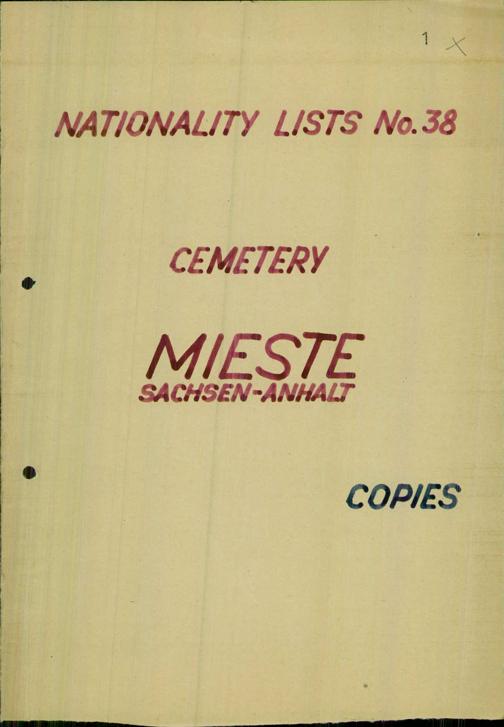 1 X
NATIONALITY LISTS No. 38
CEMETERY
MIESTE
SACHSEN-ANHALT
COPIES